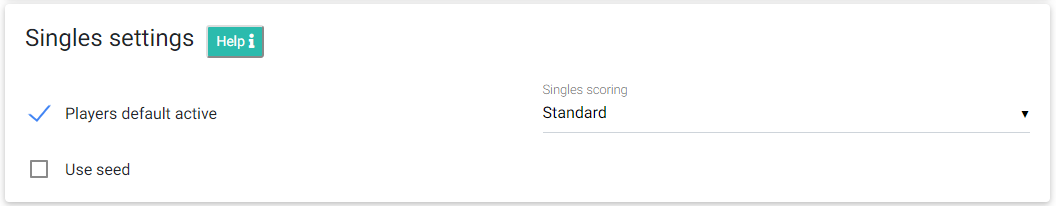 Singles settings
Help i
Players default active
Singles scoring
Standard
Use seed